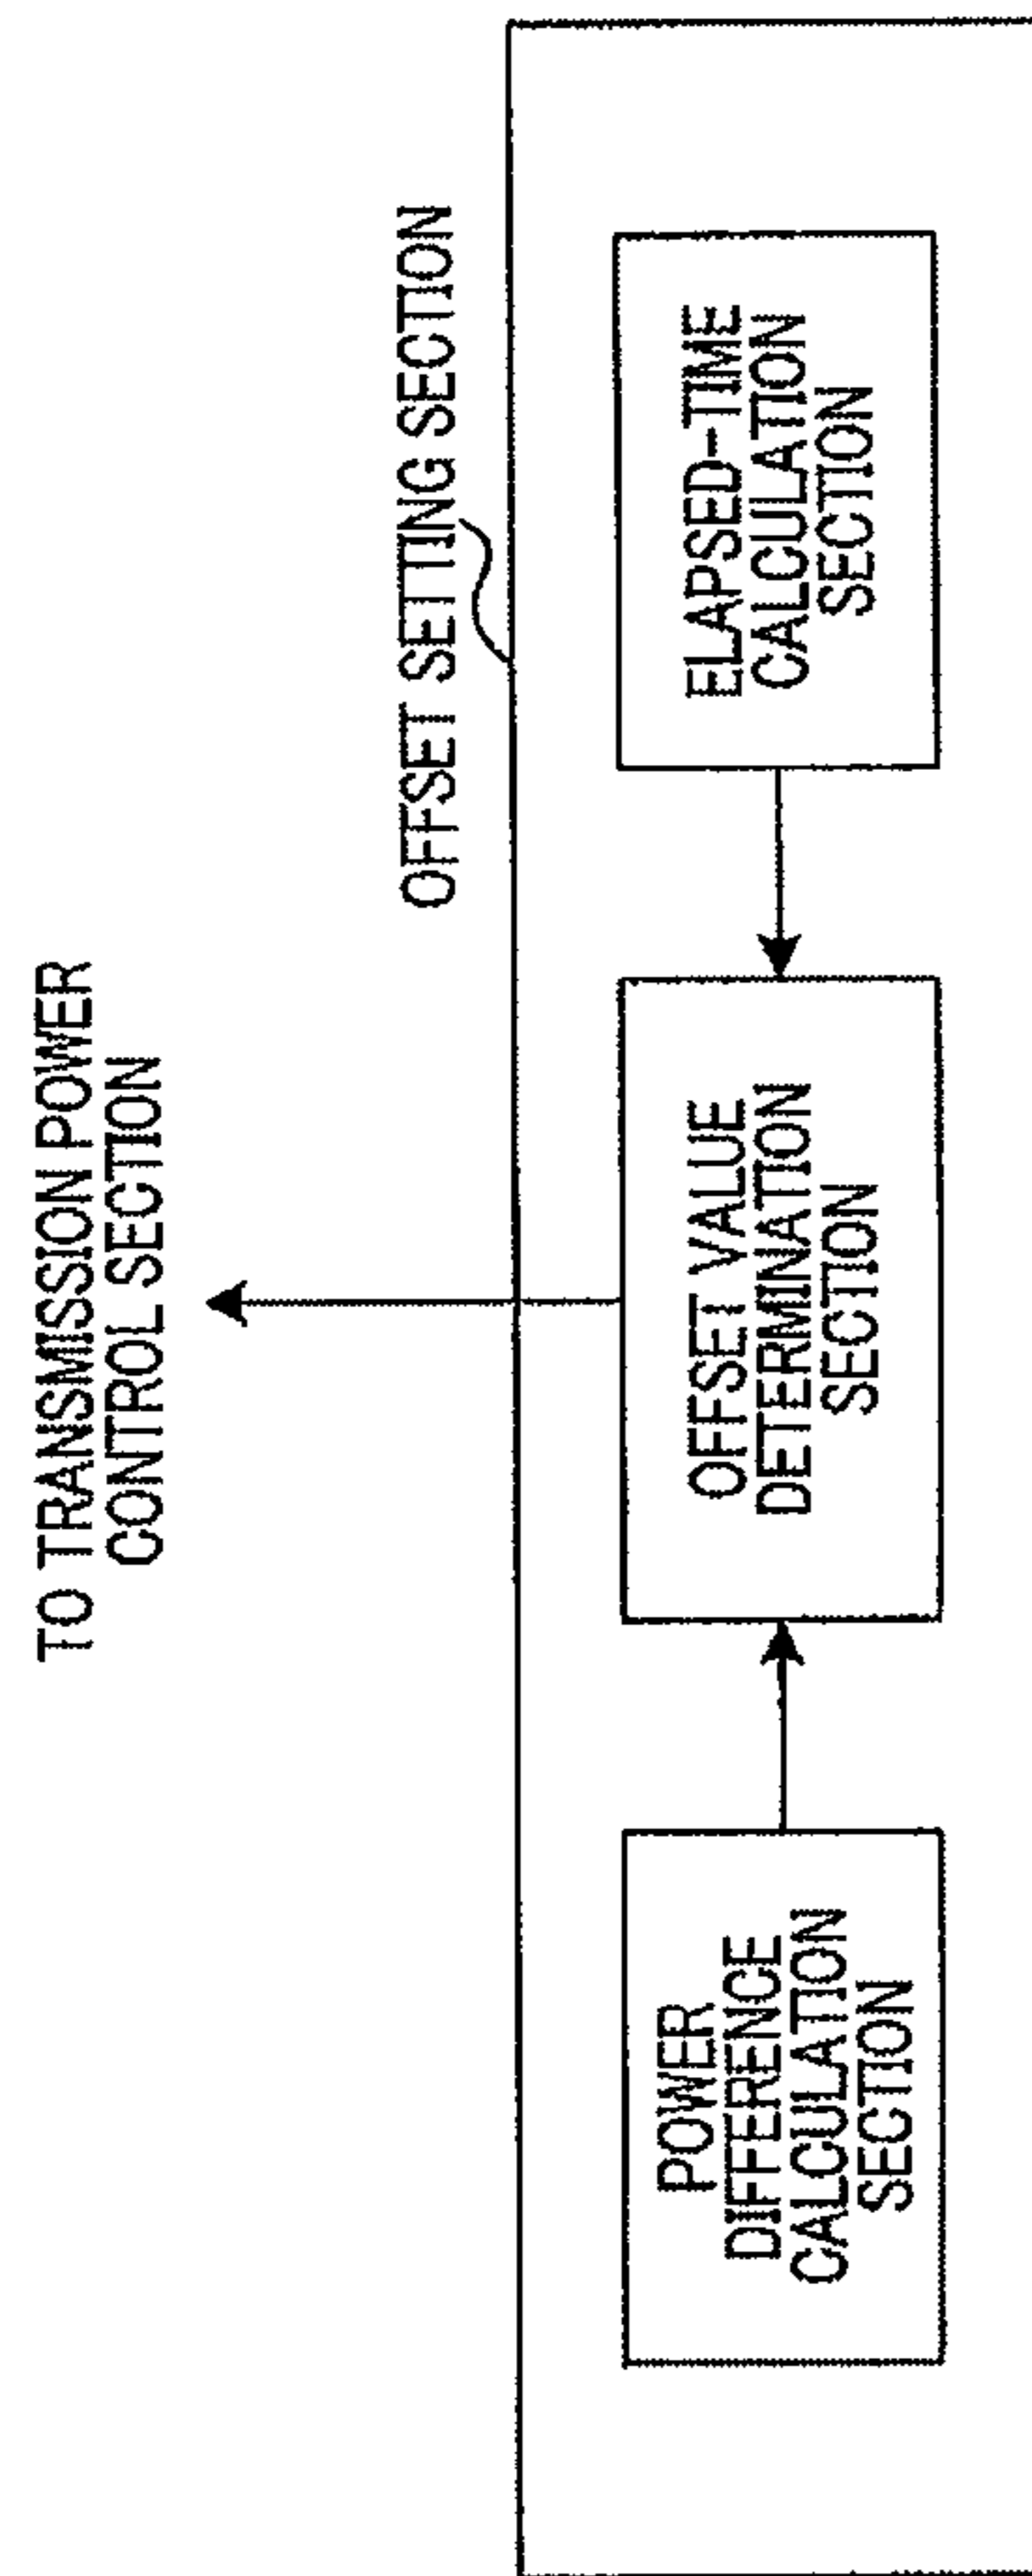 TO TRANSMISSION POWER
CONTROL SECTION
OFFSET SETTING SECTION
POWER
DIFFERENCE
CALCULATION
SECTION
OFFSET VALUE
DETERMINATION
SECTION
ELAPSED-TIME
CALCULATION
SECTION